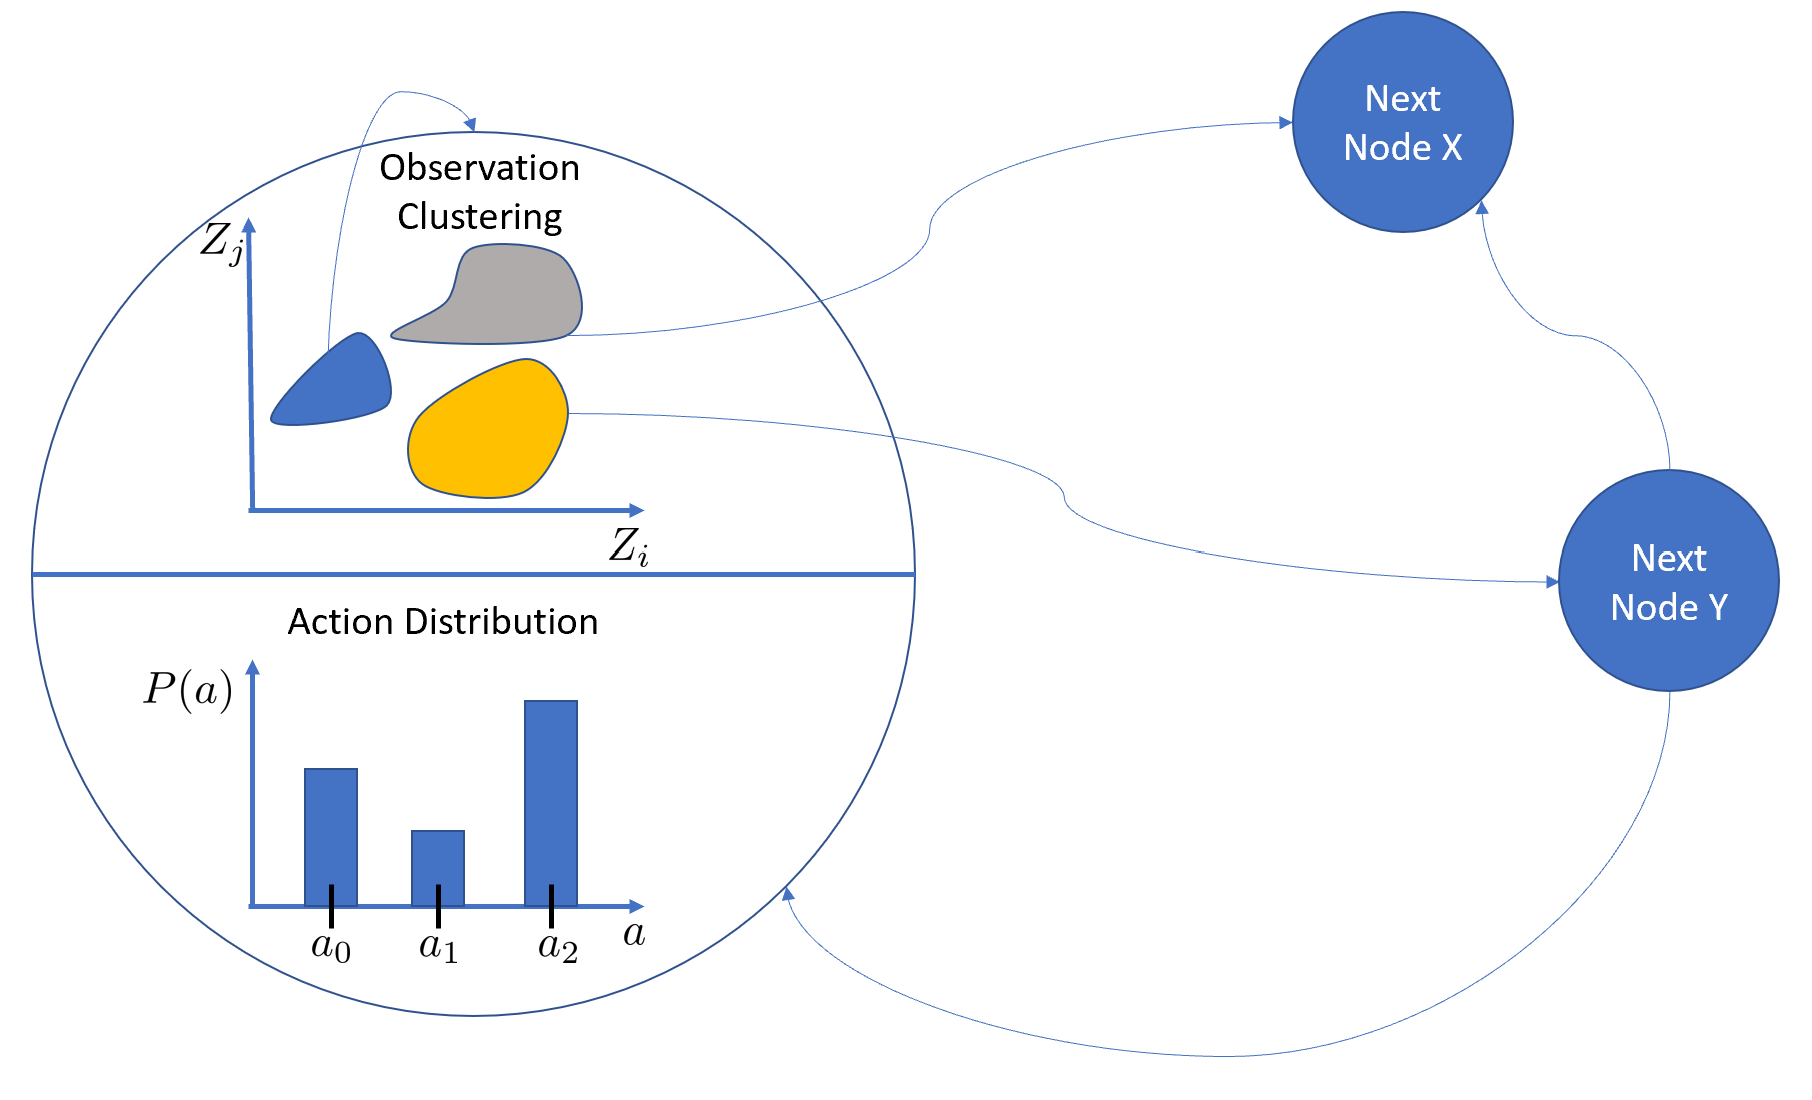 Observation
Clustering
Z_j
Z_i
Action Distribution
P(a)
a_0 a_1 a_2 a
Next
Node X
Next
Node Y